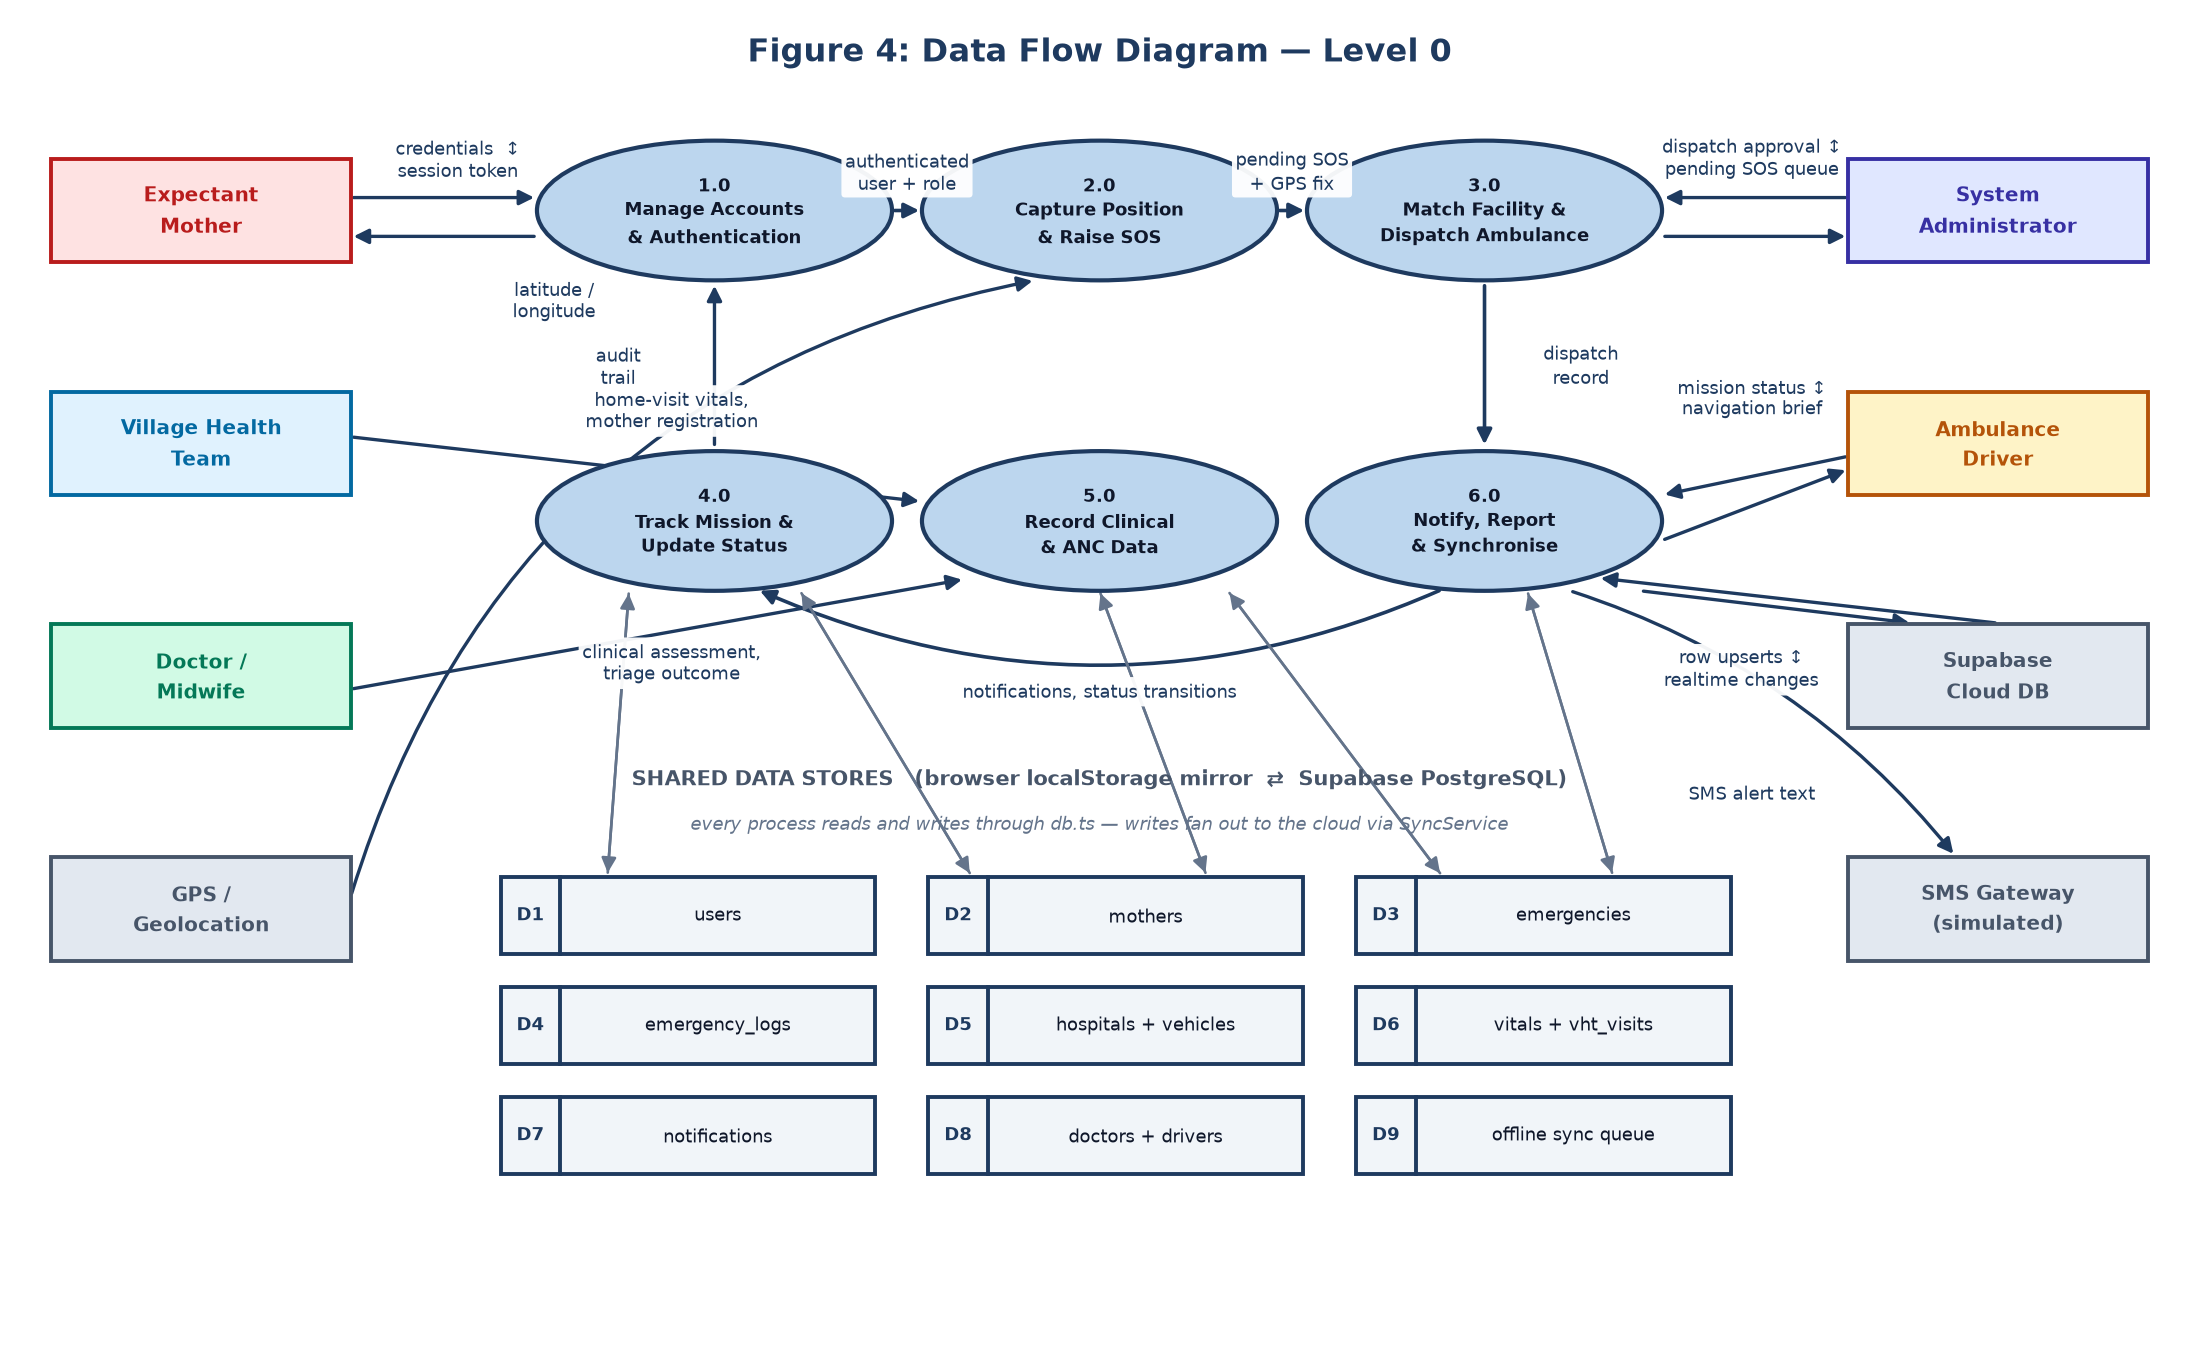 Figure 4: Data Flow Diagram — Level 0
credentials ↕
session token
authenticated
user + role
pending SOS
+ GPS fix
dispatch approval ↕
pending SOS queue
Expectant
Mother
1.0
Manage Accounts
& Authentication
2.0
Capture Position
& Raise SOS
3.0
Match Facility &
Dispatch Ambulance
System
Administrator
latitude /
longitude
audit
trail
home-visit vitals,
mother registration
dispatch
record
mission status ↕
navigation brief
Village Health
Team
4.0
Track Mission &
Update Status
5.0
Record Clinical
& ANC Data
6.0
Notify, Report
& Synchronise
Ambulance
Driver
Doctor /
Midwife
clinical assessment,
triage outcome
notifications, status transitions
row upserts ↕
realtime changes
Supabase
Cloud DB
SHARED DATA STORES (browser localStorage mirror ⇄ Supabase PostgreSQL)
every process reads and writes through db.ts — writes fan out to the cloud via SyncService
SMS alert text
GPS /
Geolocation
D1 users
D2 mothers
D3 emergencies
SMS Gateway
(simulated)
D4 emergency_logs
D5 hospitals + vehicles
D6 vitals + vht_visits
D7 notifications
D8 doctors + drivers
D9 offline sync queue